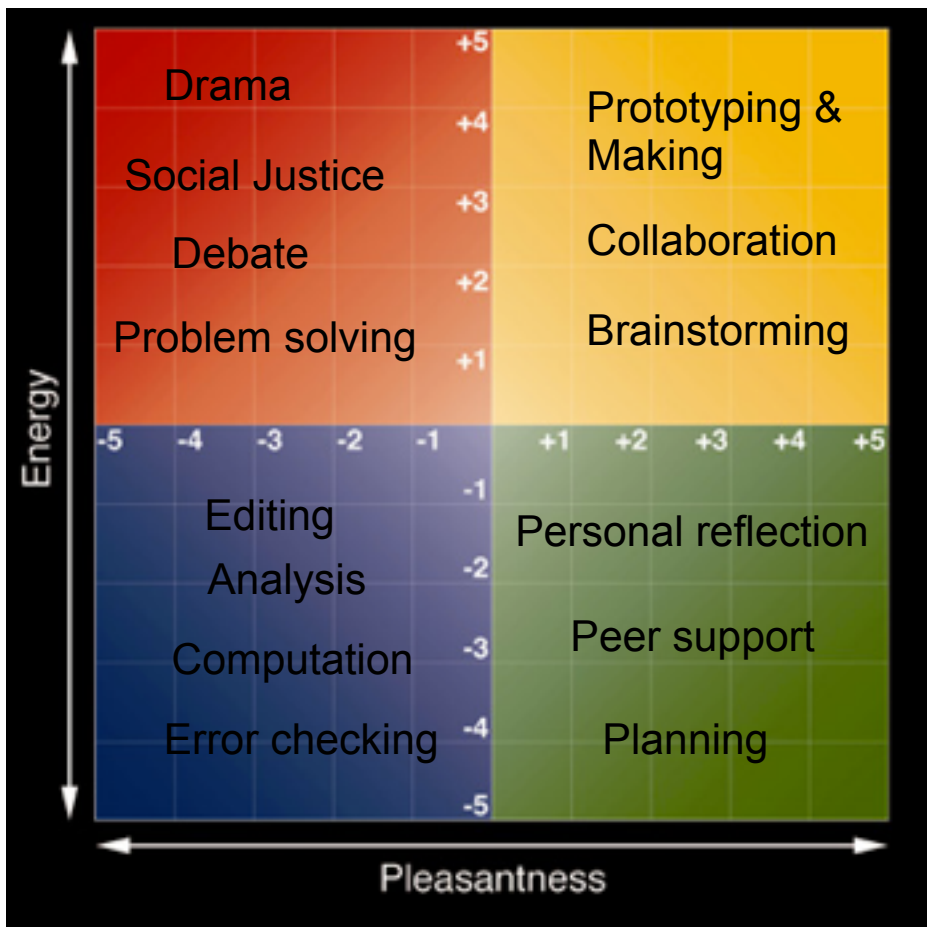 +5
Drama
Prototyping &
Making
+4
Social Justice
+3
Debate
Collaboration
+2
Problem solving
Brainstorming
+1
Energy
-5 -4 -3 -2 -1 +1 +2 +3 +4 +5
-1
Editing
Personal reflection
-2
Analysis
Peer support
-3
Computation
-4
Error checking
Planning
-5
Pleasantness